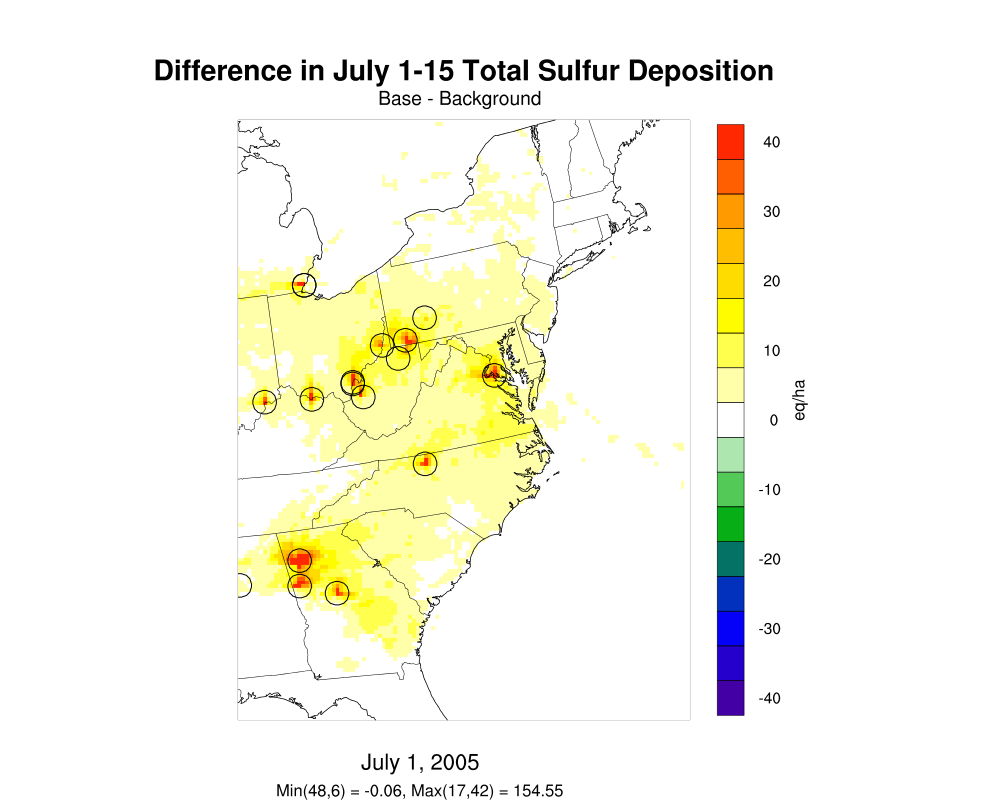 Difference in July 1-15 Total Sulfur Deposition
Base - Background
40
30
20
10
0
-10
-20
-30
-40
eq/ha
July 1, 2005
Min(48,6) = -0.06, Max(17,42) = 154.55